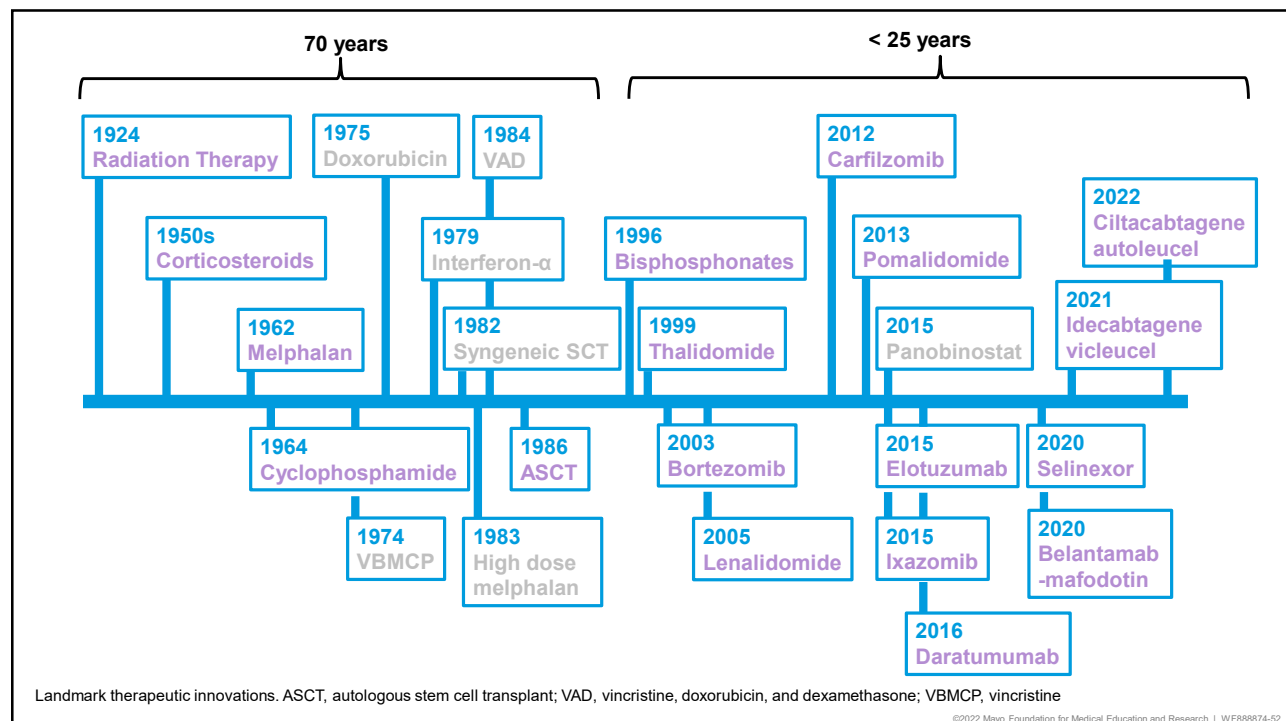 70 years
< 25 years
1924
Radiation Therapy
1975
Doxorubicin
1984
VAD
2012
Carfilzomib
1950s
Corticosteroids
1979
Interferon-α
1996
Bisphosphonates
2013
Pomalidomide
2022
Ciltacabtagene
autoleucel
1962
Melphalan
1982
Syngeneic SCT
1999
Thalidomide
2015
Panobinostat
2021
Idecabtagene
vicleucel
1964
Cyclophosphamide
1986
ASCT
2003
Bortezomib
2015
Elotuzumab
2020
Selinexor
1974
VBMCP
1983
High dose
melphalan
2005
Lenalidomide
2015
Ixazomib
2020
Belantamab
-mafodotin
2016
Daratumumab
Landmark therapeutic innovations. ASCT, autologous stem cell transplant; VAD, vincristine, doxorubicin, and dexamethasone; VBMCP, vincristine
©2022 Mayo Foundation for Medical Education and Research | WF888874-52